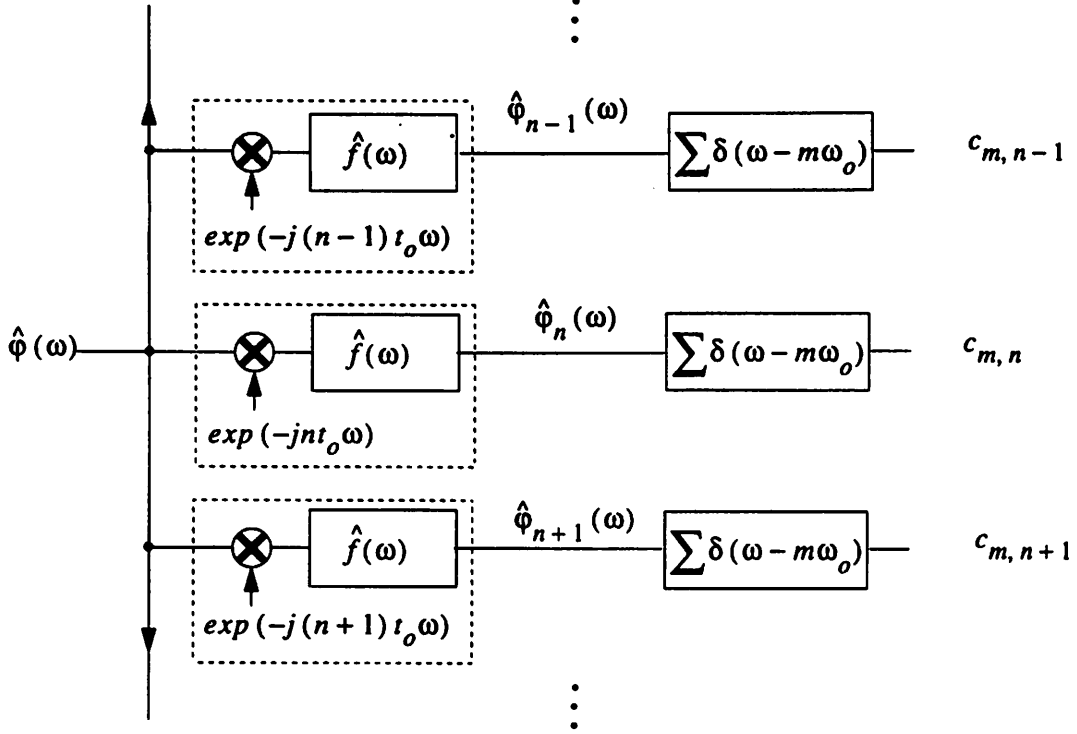 φ̂_{n-1}(ω)
f̂(ω)
∑δ(ω − mω_o)
c_{m, n−1}
exp(−j(n−1)t_oω)
φ̂(ω)
φ̂_n(ω)
f̂(ω)
∑δ(ω − mω_o)
c_{m, n}
exp(−jnt_oω)
φ̂_{n+1}(ω)
f̂(ω)
∑δ(ω − mω_o)
c_{m, n+1}
exp(−j(n+1)t_oω)